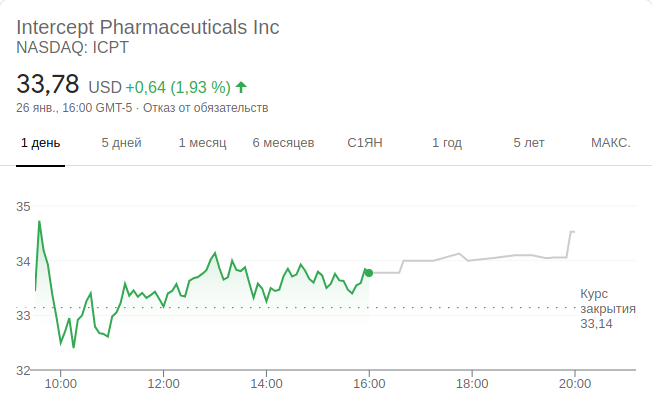 Intercept Pharmaceuticals Inc
NASDAQ: ICPT
33,78 USD +0,64 (1,93 %)
26 янв., 16:00 GMT-5 · Отказ от обязательств
1 день 5 дней 1 месяц 6 месяцев С1ЯН 1 год 5 лет МАКС.
35
34
33
32
Курс
закрытия
33,14
10:00 12:00 14:00 16:00 18:00 20:00